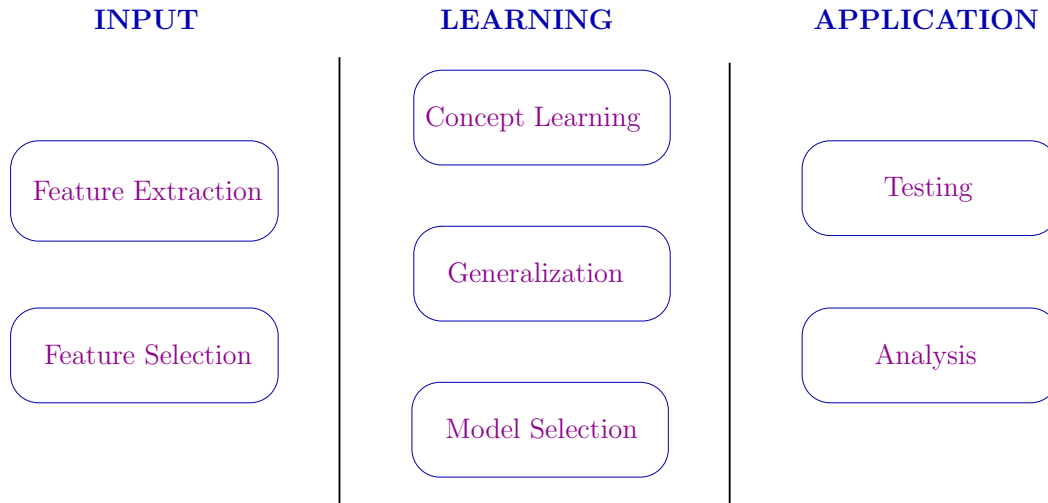 INPUT
LEARNING
APPLICATION
Feature Extraction
Feature Selection
Concept Learning
Generalization
Model Selection
Testing
Analysis